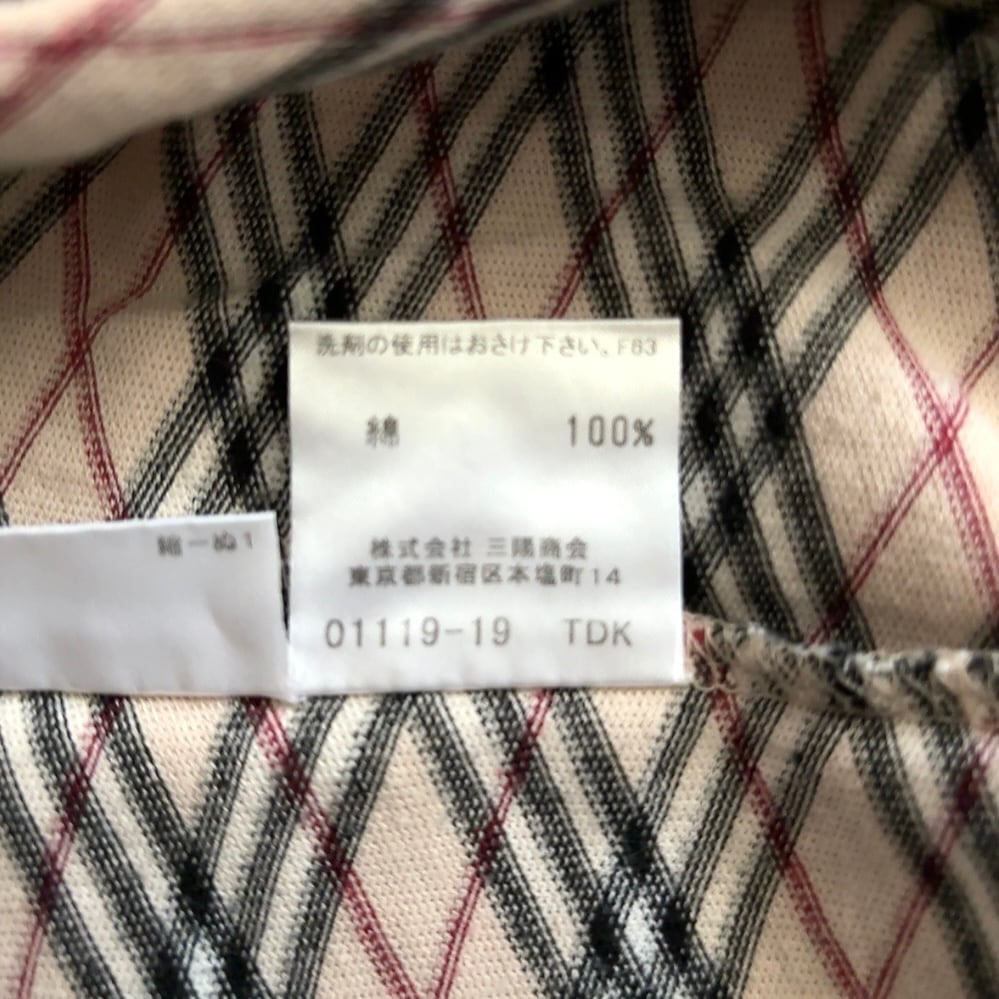 洗剤の使用はおさけ下さい。F83
綿 100%
株式会社 三陽商会
東京都新宿区本塩町14
01119-19 TDK